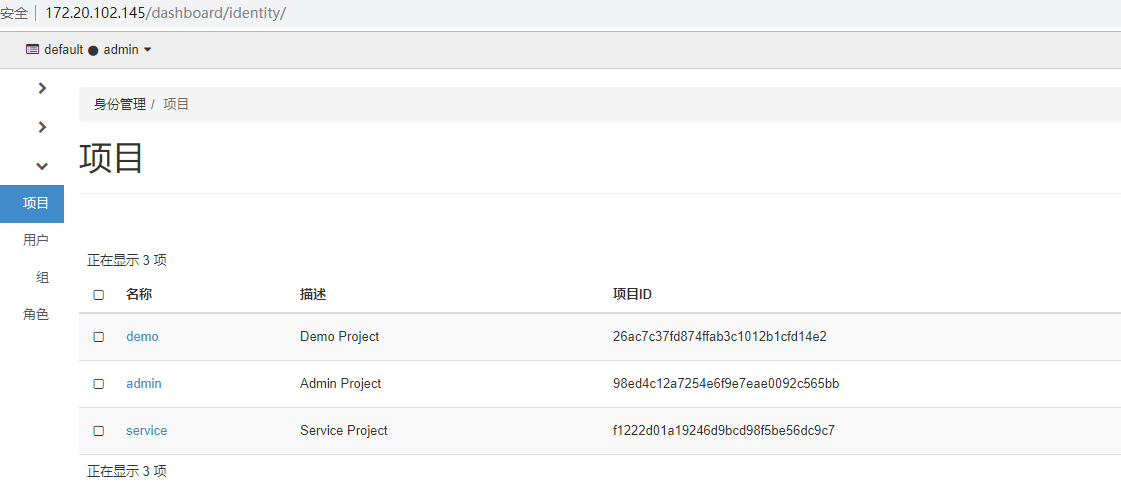 安全 | 172.20.102.145/dashboard/identity/
default ● admin
身份管理 / 项目
项目
项目
用户
组
角色
正在显示 3 项
名称 描述 项目ID
demo Demo Project 26ac7c37fd874ffab3c1012b1cfd14e2
admin Admin Project 98ed4c12a7254e6f9e7eae0092c565bb
service Service Project f1222d01a19246d9bcd98f5be56dc9c7
正在显示 3 项